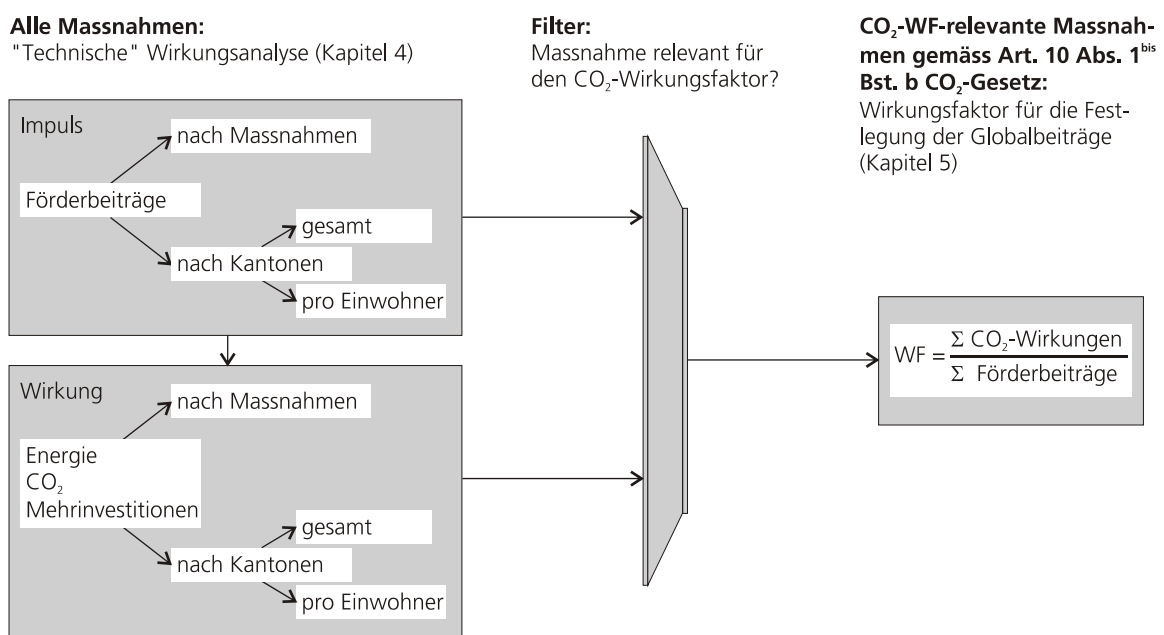 Alle Massnahmen:
"Technische" Wirkungsanalyse (Kapitel 4)
Filter:
Massnahme relevant für
den CO₂-Wirkungsfaktor?
CO₂-WF-relevante Massnah-
men gemäss Art. 10 Abs. 1ᵇⁱˢ
Bst. b CO₂-Gesetz:
Wirkungsfaktor für die Fest-
legung der Globalbeiträge
(Kapitel 5)
Impuls
nach Massnahmen
Förderbeiträge
gesamt
nach Kantonen
pro Einwohner
Wirkung
nach Massnahmen
Energie
CO₂
Mehrinvestitionen
gesamt
nach Kantonen
pro Einwohner
WF = Σ CO₂-Wirkungen
Σ Förderbeiträge